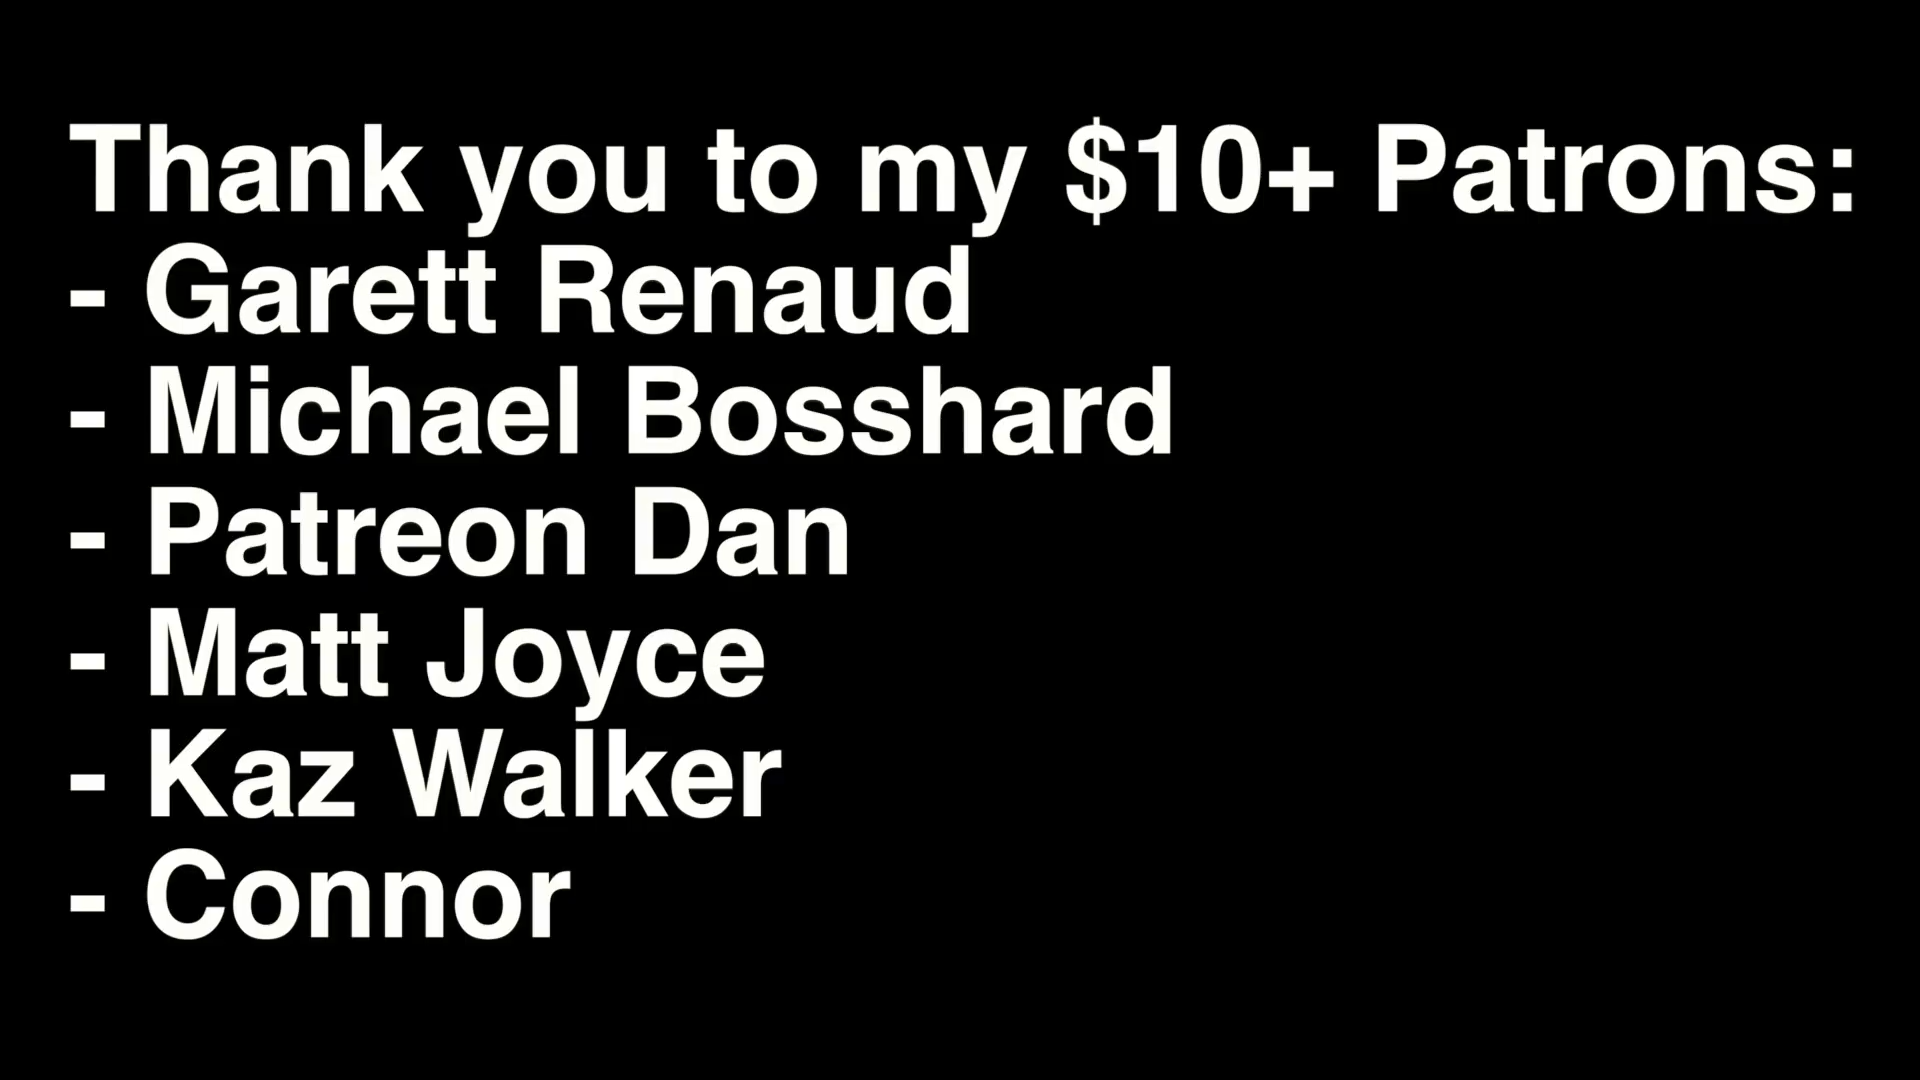 Thank you to my $10+ Patrons:
- Garett Renaud
- Michael Bosshard
- Patreon Dan
- Matt Joyce
- Kaz Walker
- Connor